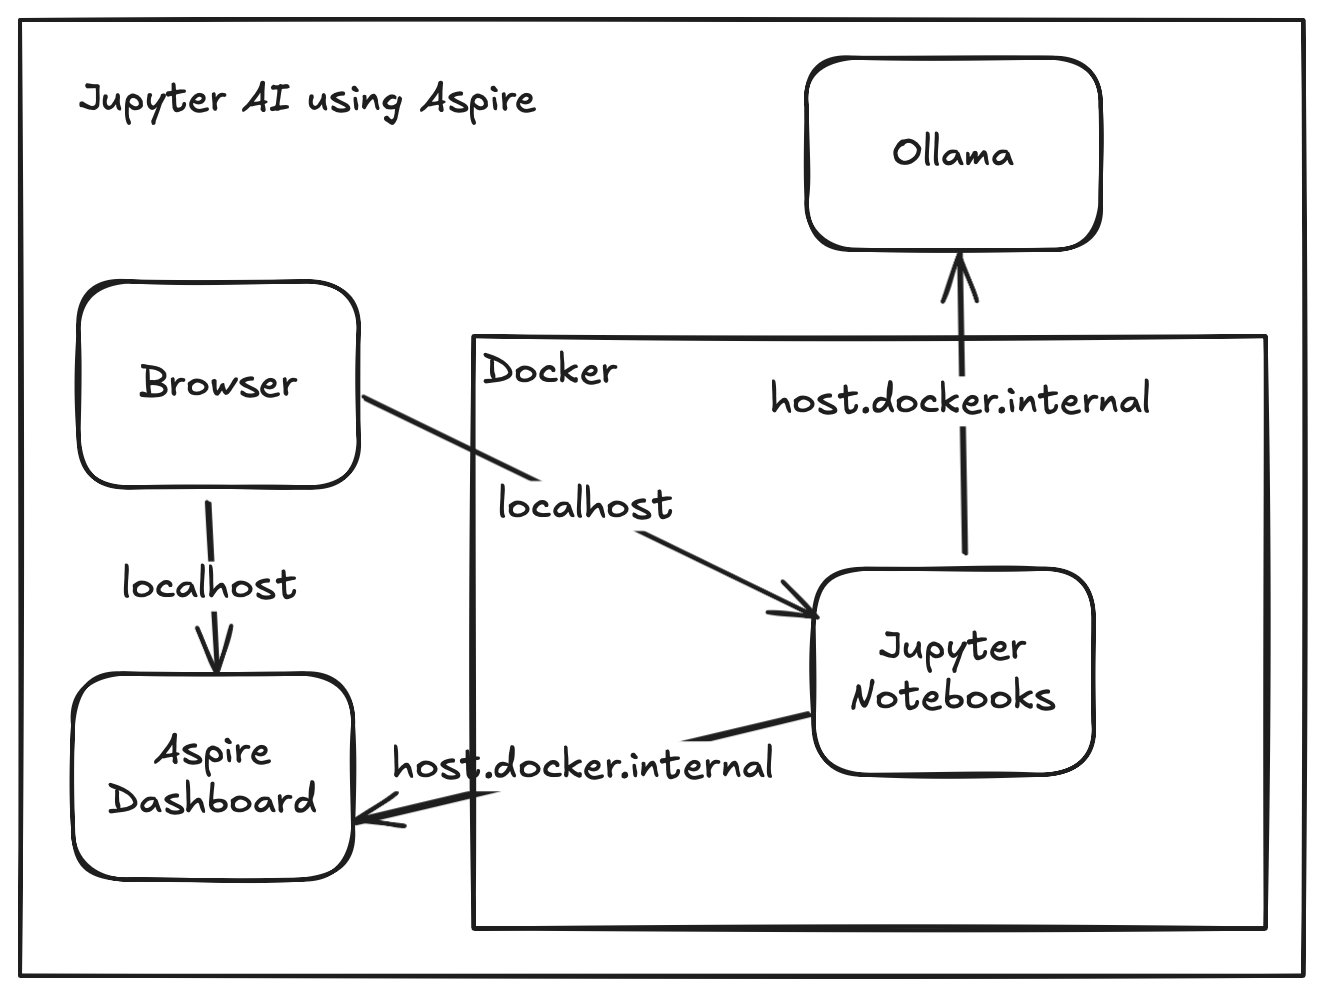 Jupyter AI using Aspire
Ollama
Browser
Docker
host.docker.internal
localhost
localhost
Jupyter
Notebooks
host.docker.internal
Aspire
Dashboard